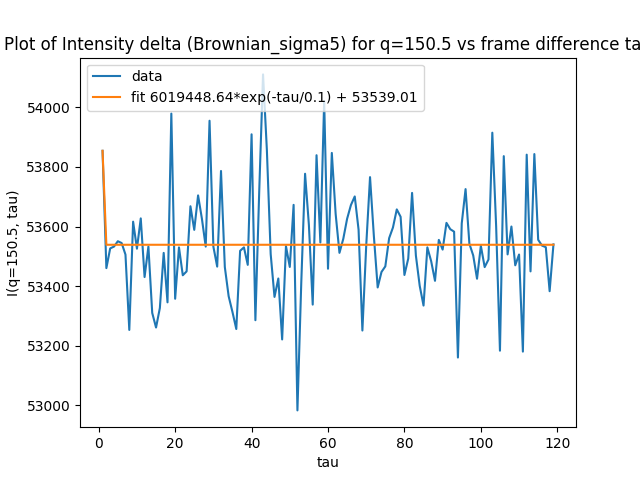 Plot of Intensity delta (Brownian_sigma5) for q=150.5 vs frame difference ta
data
fit 6019448.64*exp(-tau/0.1) + 53539.01
I(q=150.5, tau)
54000
53800
53600
53400
53200
53000
0 20 40 60 80 100 120
tau